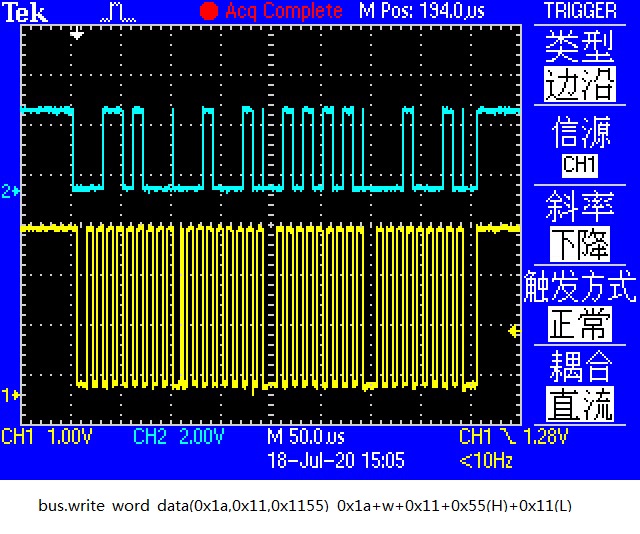 Tek Acq Complete M Pos: 194.0μs TRIGGER
类型
边沿
信源
CH1
斜率
下降
触发方式
正常
耦合
直流
2
1
CH1 1.00V CH2 2.00V M 50.0μs CH1 1.28V
18-Jul-20 15:05 <10Hz
bus.write word data(0x1a,0x11,0x1155) 0x1a+w+0x11+0x55(H)+0x11(L)